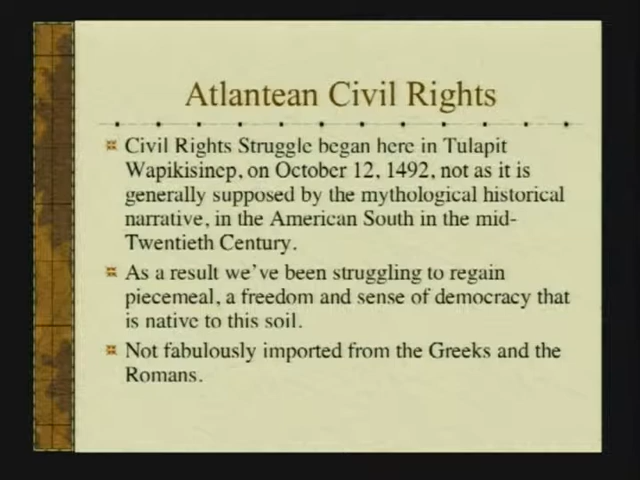 Atlantean Civil Rights
Civil Rights Struggle began here in Tulapit
Wapikisinep, on October 12, 1492, not as it is
generally supposed by the mythological historical
narrative, in the American South in the mid-
Twentieth Century.
As a result we've been struggling to regain
piecemeal, a freedom and sense of democracy that
is native to this soil.
Not fabulously imported from the Greeks and the
Romans.